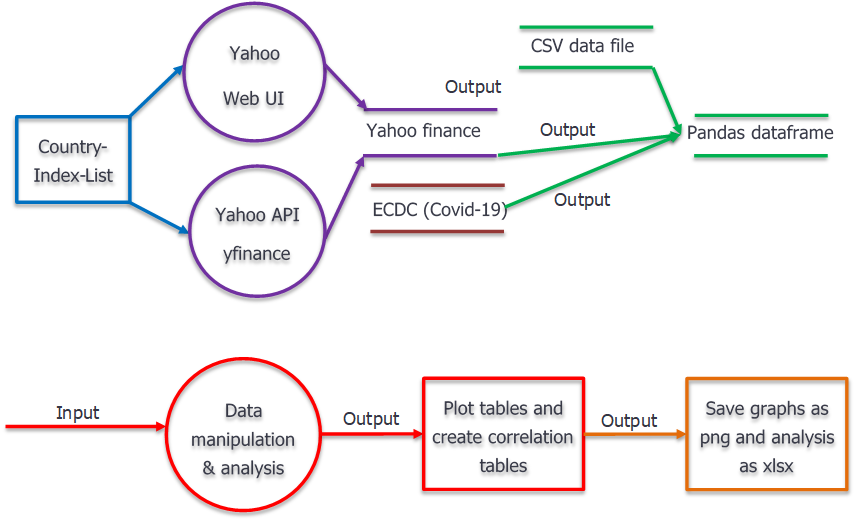 Yahoo
Web UI
CSV data file
Output
Country-
Index-List
Yahoo finance
Output
Pandas dataframe
Yahoo API
yfinance
ECDC (Covid-19)
Output
Input
Data
manipulation
& analysis
Output
Plot tables and
create correlation
tables
Output
Save graphs as
png and analysis
as xlsx